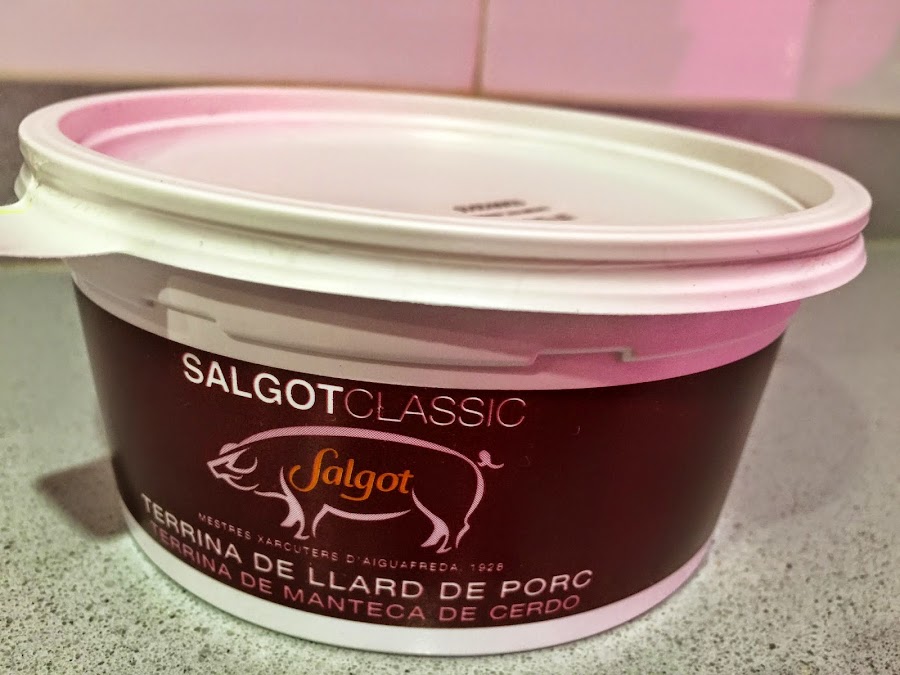 SALGOTCLASSIC
Salgot
MESTRES XARCUTERS D'AIGUAFREDA, 1928
TERRINA DE LLARD DE PORC
TERRINA DE MANTECA DE CERDO